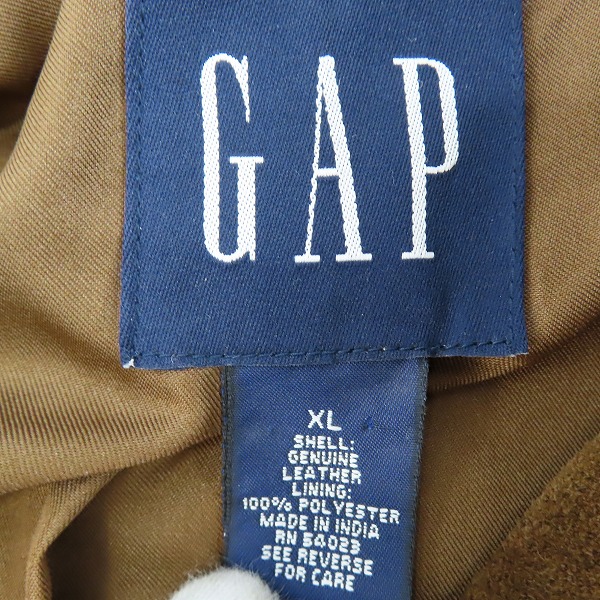 GAP
XL
SHELL:
GENUINE
LEATHER
LINING:
100% POLYESTER
MADE IN INDIA
RN 54023
SEE REVERSE
FOR CARE